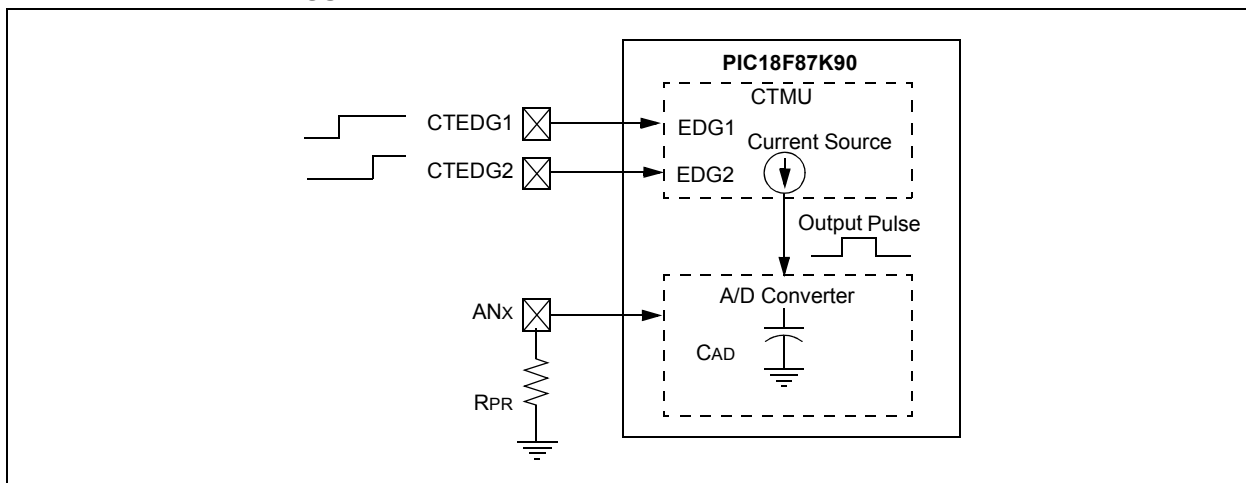 PIC18F87K90
CTMU
CTEDG1
EDG1
Current Source
CTEDG2
EDG2
Output Pulse
A/D Converter
ANX
CAD
RPR